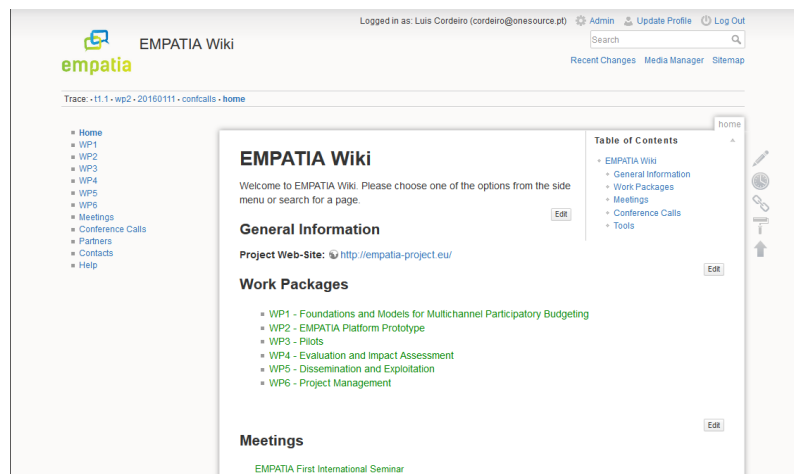 Logged in as: Luis Cordeiro (cordeiro@onesource.pt) Admin Update Profile Log Out
empatia
EMPATIA Wiki
Search
Recent Changes Media Manager Sitemap
Trace: • t1.1 • wp2 • 20160111 • confcalls • home
home
Home
WP1
WP2
WP3
WP4
WP5
WP6
Meetings
Conference Calls
Partners
Contacts
Help
EMPATIA Wiki
Welcome to EMPATIA Wiki. Please choose one of the options from the side
menu or search for a page.
Edit
Table of Contents
EMPATIA Wiki
General Information
Work Packages
Meetings
Conference Calls
Tools
General Information
Project Web-Site: http://empatia-project.eu/
Edit
Work Packages
WP1 - Foundations and Models for Multichannel Participatory Budgeting
WP2 - EMPATIA Platform Prototype
WP3 - Pilots
WP4 - Evaluation and Impact Assessment
WP5 - Dissemination and Exploitation
WP6 - Project Management
Edit
Meetings
EMPATIA First International Seminar